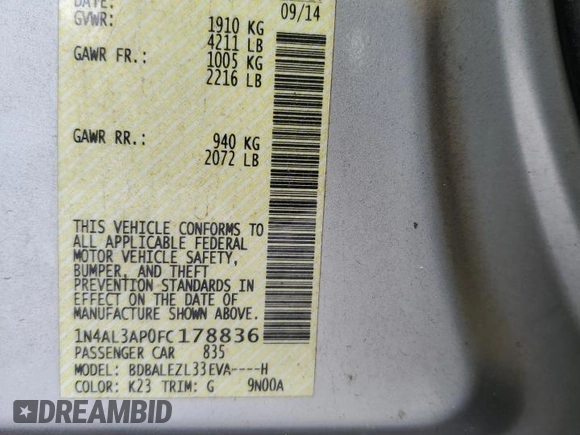 DATE: 09/14
GVWR: 1910 KG
4211 LB
GAWR FR.: 1005 KG
2216 LB
GAWR RR.: 940 KG
2072 LB
THIS VEHICLE CONFORMS TO
ALL APPLICABLE FEDERAL
MOTOR VEHICLE SAFETY,
BUMPER, AND THEFT
PREVENTION STANDARDS IN
EFFECT ON THE DATE OF
MANUFACTURE SHOWN ABOVE.
1N4AL3AP0FC178836
PASSENGER CAR 835
MODEL: BDBALEZL33EVA----H
COLOR: K23 TRIM: G 9N00A
DREAMBID